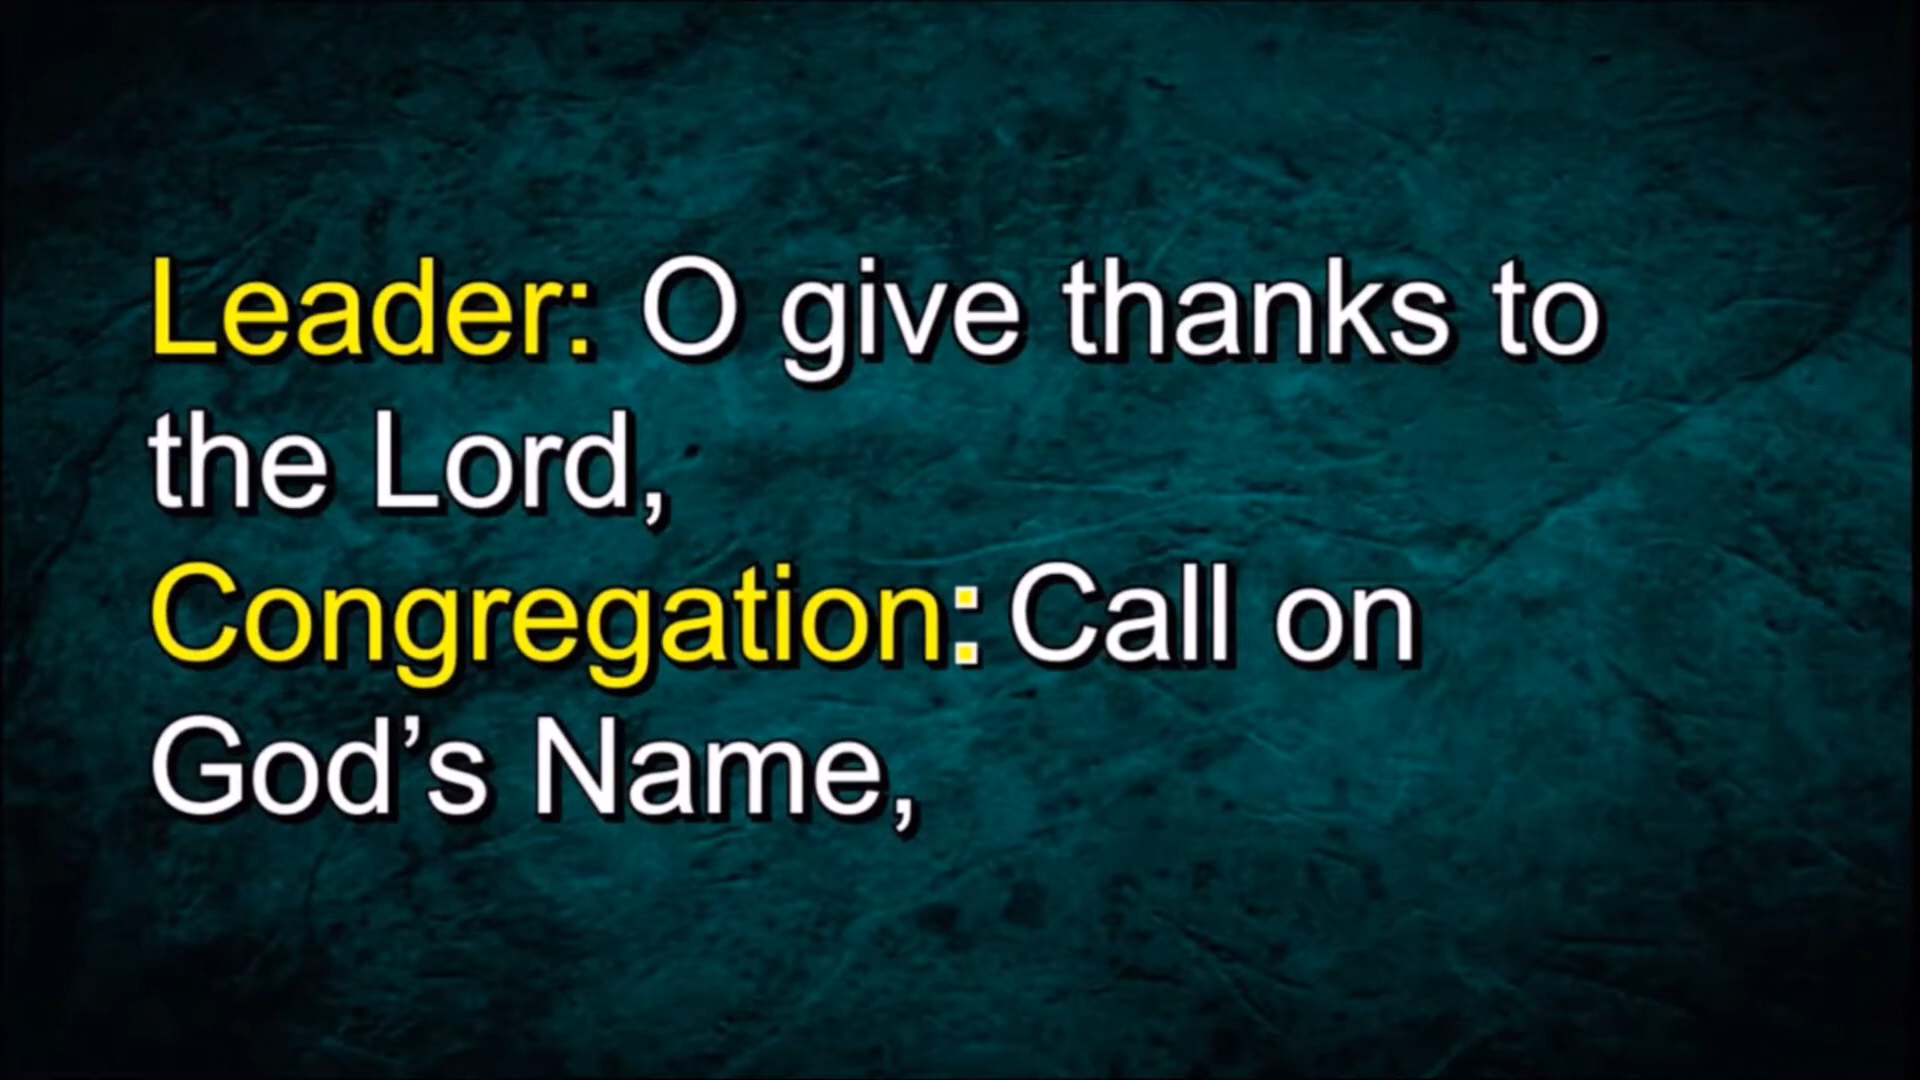 Leader: O give thanks to
the Lord,
Congregation: Call on
God’s Name,